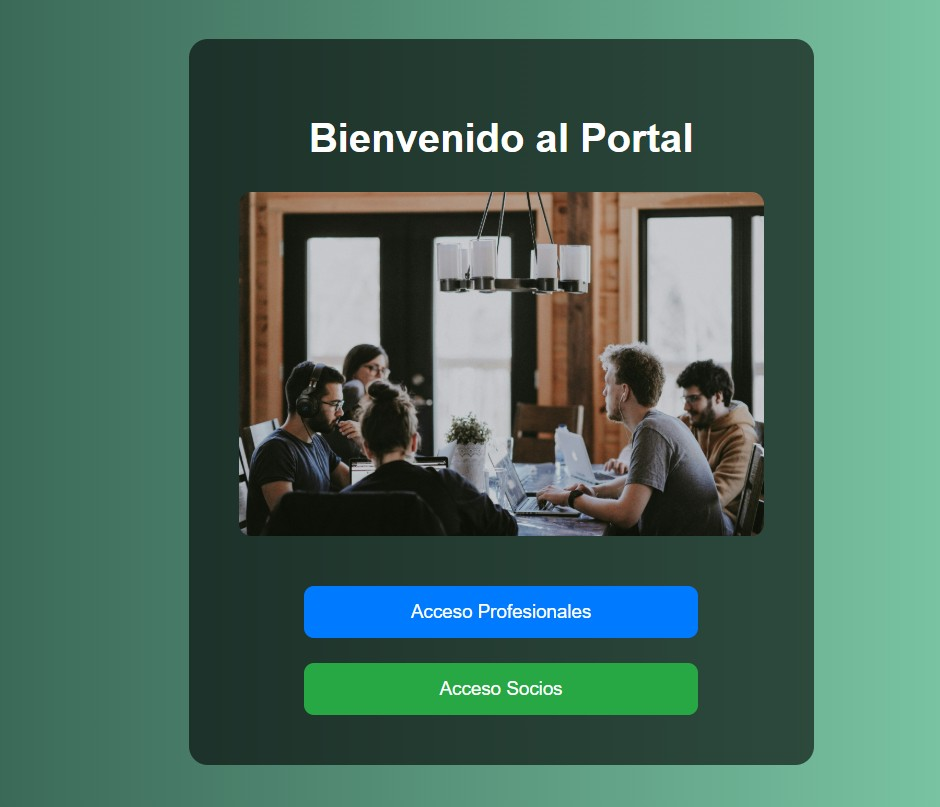 Bienvenido al Portal
Acceso Profesionales
Acceso Socios